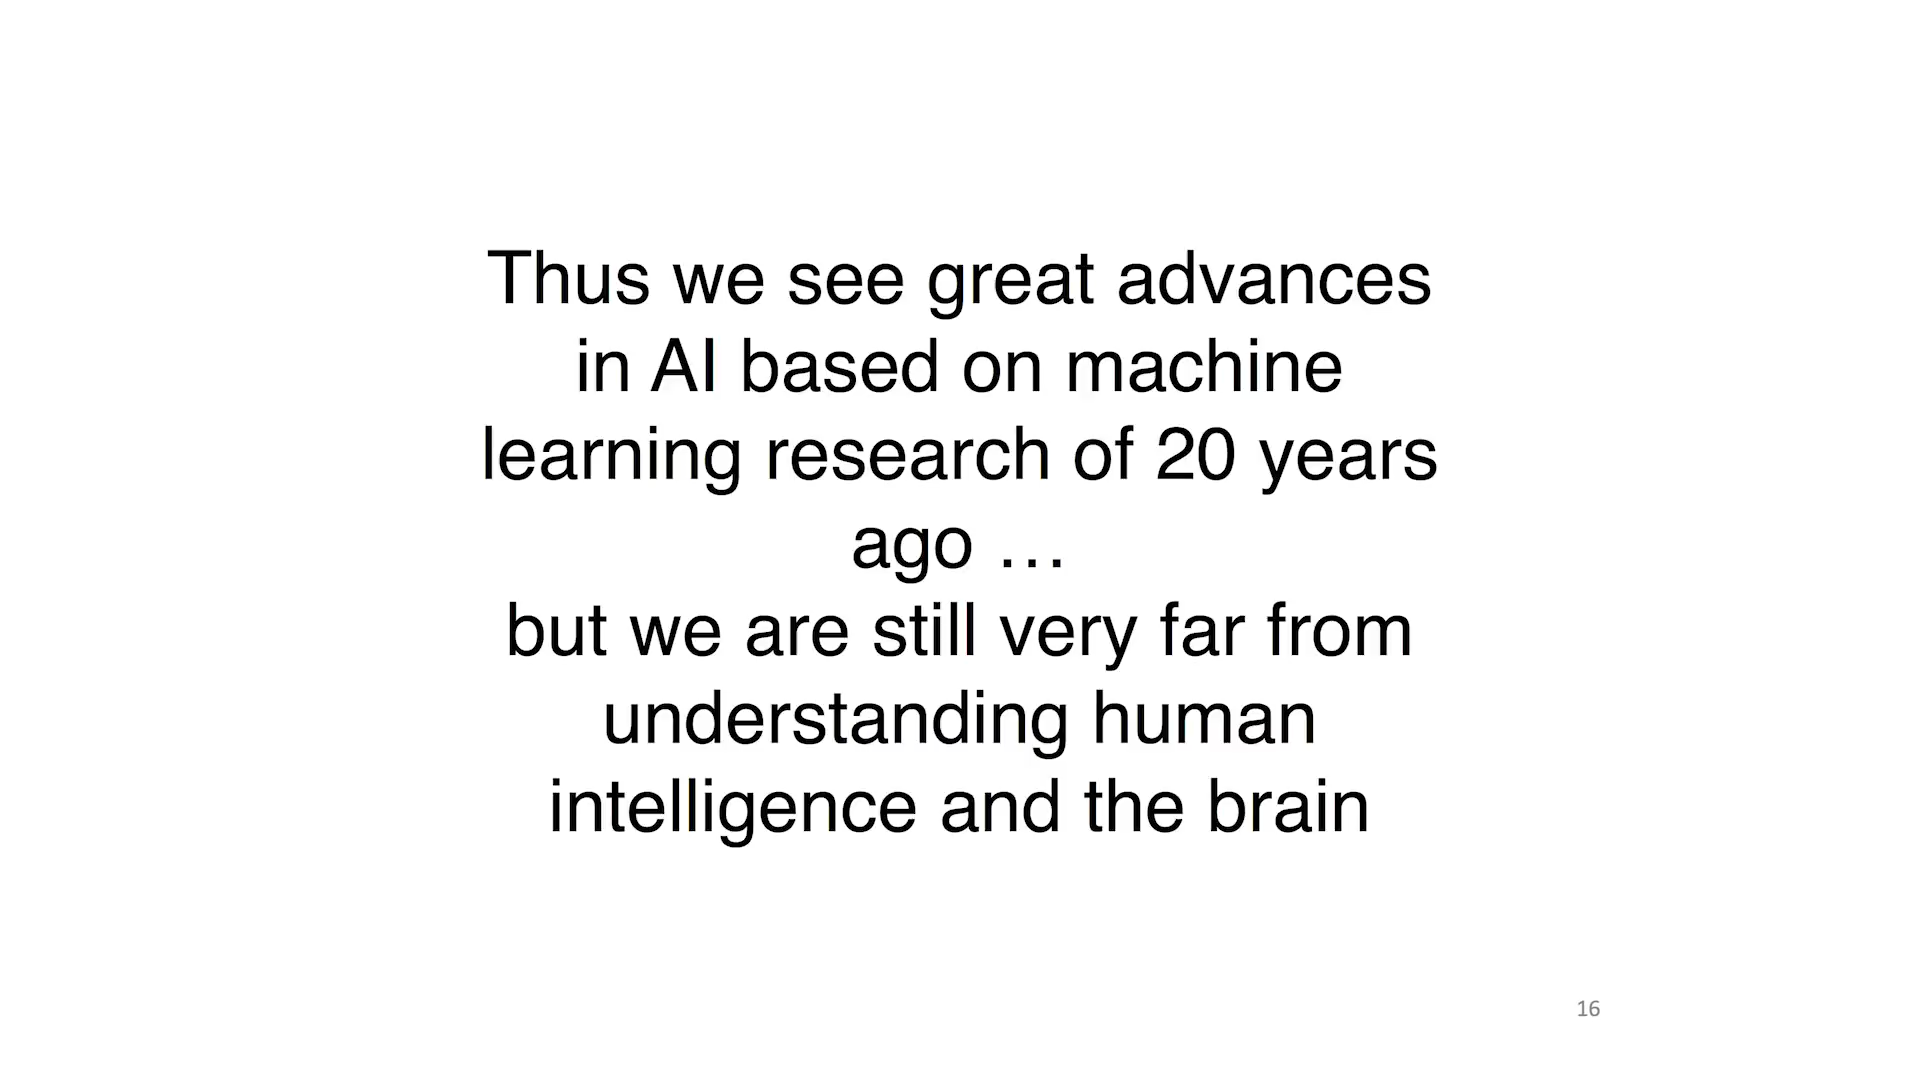 Thus we see great advances
in AI based on machine
learning research of 20 years
ago …
but we are still very far from
understanding human
intelligence and the brain
16